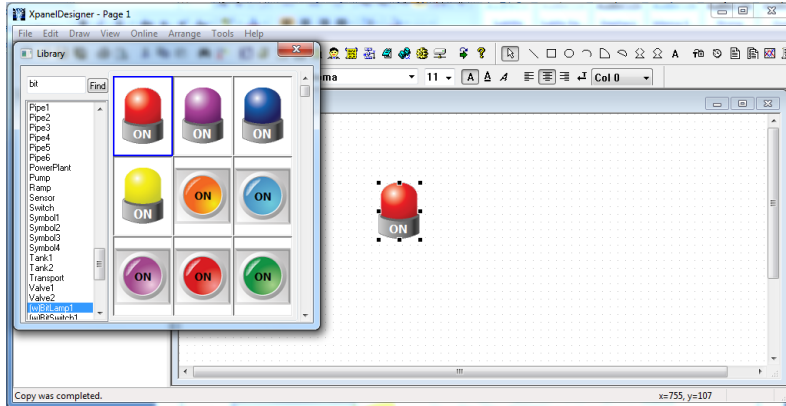 XpanelDesigner - Page 1
File Edit Draw View Online Arrange Tools Help
Library
11
A A A
Col 0
A
bit
Find
Pipe1
Pipe2
Pipe3
Pipe4
Pipe5
Pipe6
PowerPlant
Pump
Ramp
Sensor
Switch
Symbol1
Symbol2
Symbol3
Symbol4
Tank1
Tank2
Transport
Valve1
Valve2
(w)BitLamp1
(w)BitSwitch1
ON ON ON
ON ON ON
ON ON ON
ON
Copy was completed.
x=755, y=107